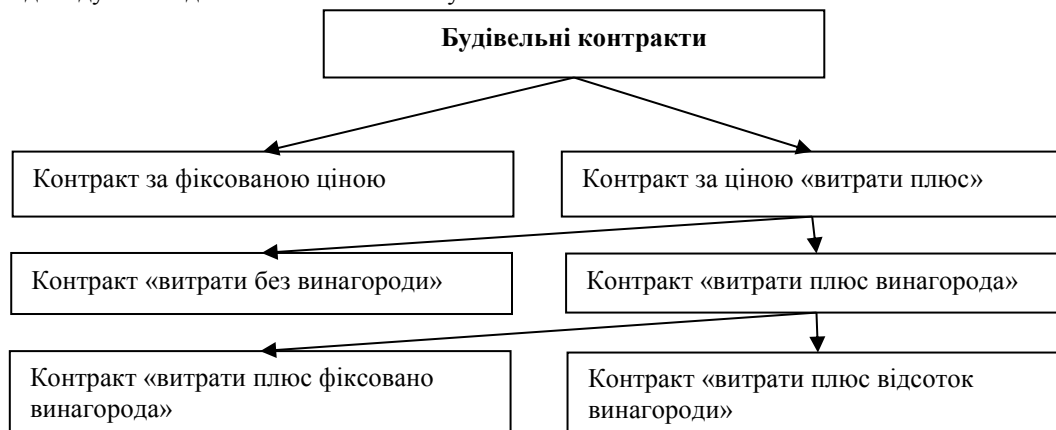 Будівельні контракти
Контракт за фіксованою ціною
Контракт за ціною «витрати плюс»
Контракт «витрати без винагороди»
Контракт «витрати плюс винагорода»
Контракт «витрати плюс фіксовано
винагорода»
Контракт «витрати плюс відсоток
винагороди»